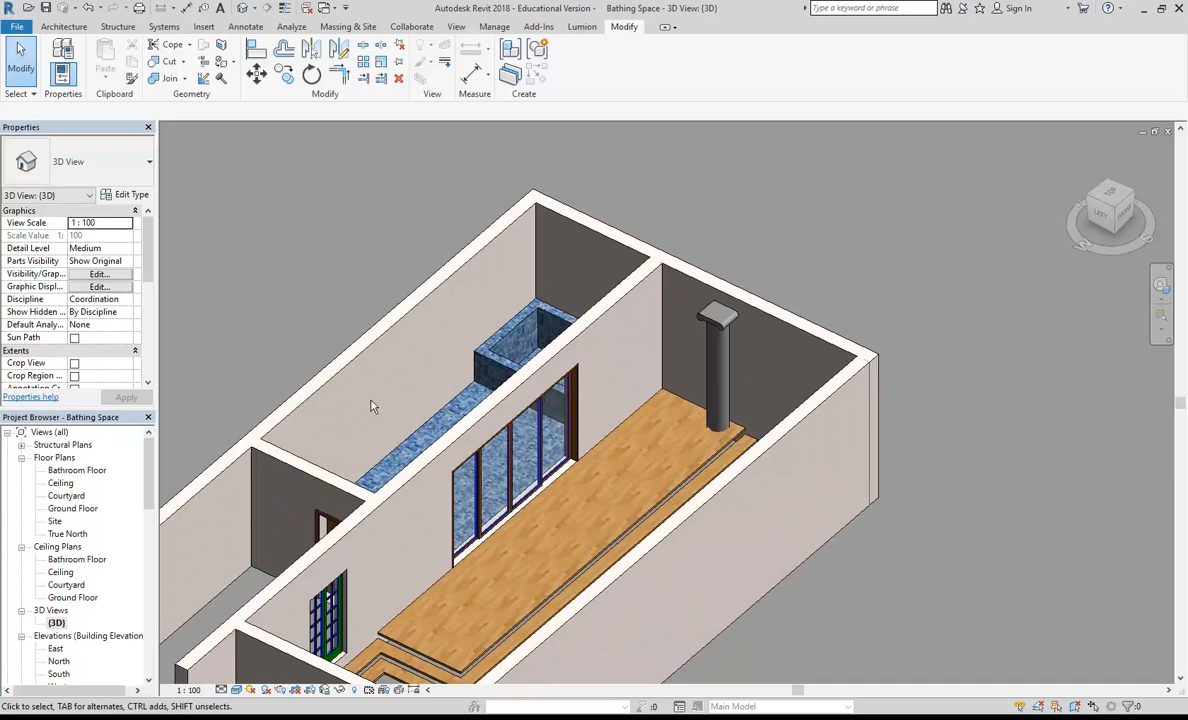 Autodesk Revit 2018 - Educational Version -    Bathing Space - 3D View: {3D}
Type a keyword or phrase
Sign In
File Architecture Structure Systems Insert Annotate Analyze Massing & Site Collaborate View Manage Add-Ins Lumion Modify
Modify
Paste
Cope
Cut
Join
Select Properties Clipboard Geometry Modify View Measure Create
Properties
3D View
3D View: {3D}
Edit Type
Graphics
View Scale 1 : 100
Scale Value 1: 100
Detail Level Medium
Parts Visibility Show Original
Visibility/Grap... Edit...
Graphic Displ... Edit...
Discipline Coordination
Show Hidden ... By Discipline
Default Analy... None
Sun Path
Extents
Crop View
Crop Region ...
Properties help
Apply
Project Browser - Bathing Space
Views (all)
Structural Plans
Floor Plans
Bathroom Floor
Ceiling
Courtyard
Ground Floor
Site
True North
Ceiling Plans
Bathroom Floor
Ceiling
Courtyard
Ground Floor
3D Views
{3D}
Elevations (Building Elevation
East
North
South
TOP
LEFT
FRONT
W
S
1 : 100
Click to select, TAB for alternates, CTRL adds, SHIFT unselects.
:0
Main Model
:0